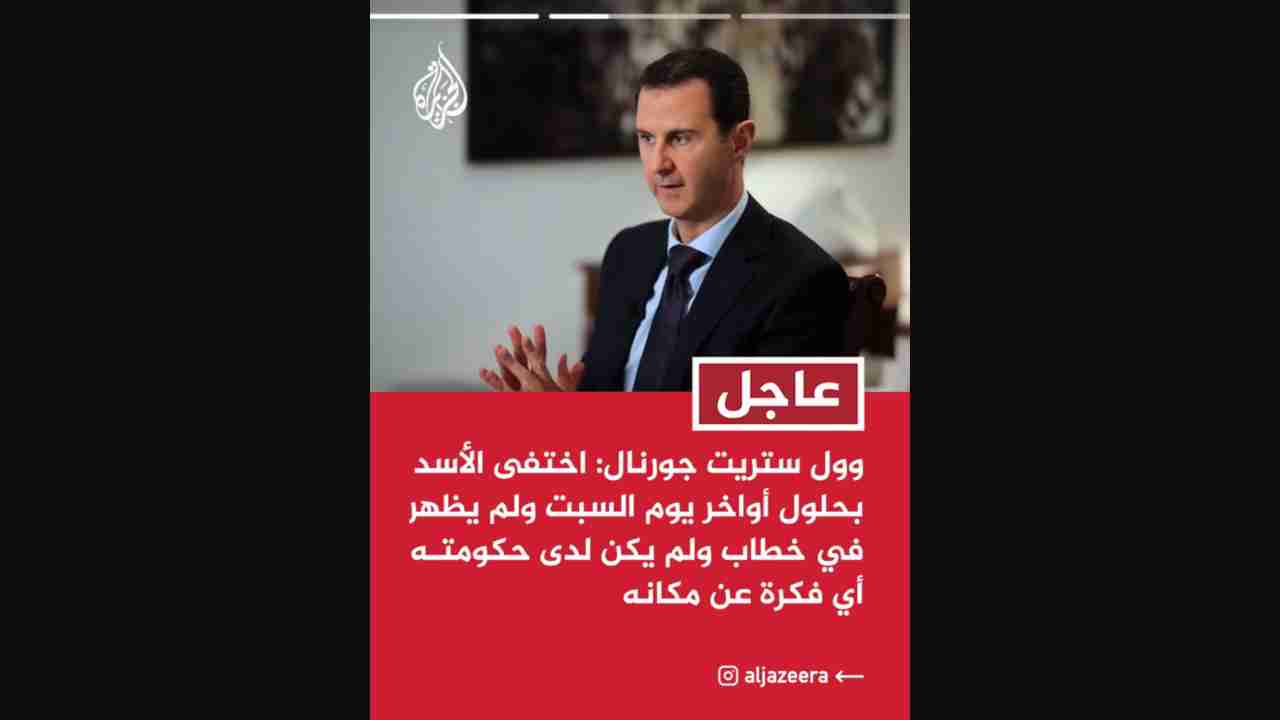 الجزيرة
عاجل
وول ستريت جورنال: اختفى الأسد
بحلول أواخر يوم السبت ولم يظهر
في خطاب ولم يكن لدى حكومتـه
أي فكرة عن مكانه
aljazeera